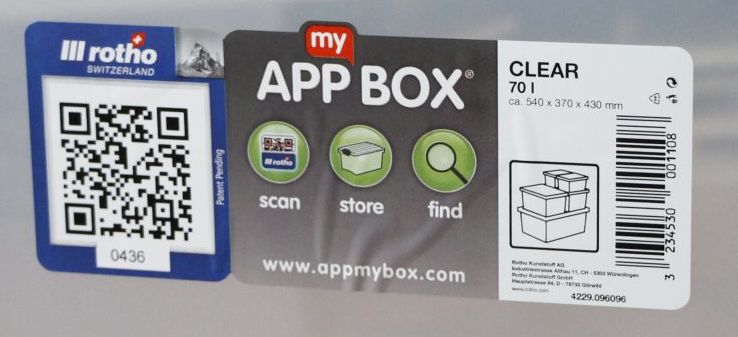 rotho
SWITZERLAND
Patent Pending
0436
my
APP BOX®
rotho
scan
store
find
www.appmybox.com
CLEAR
70 l
ca. 540 x 370 x 430 mm
3 234530 001108
Rotho Kunststoff AG
Industriestrasse Althau 11, CH - 5303 Würenlingen
Rotho Kunststoff GmbH
Hauptstrasse 84, D - 79730 Görwihl
www.rotho.com
4229.096096